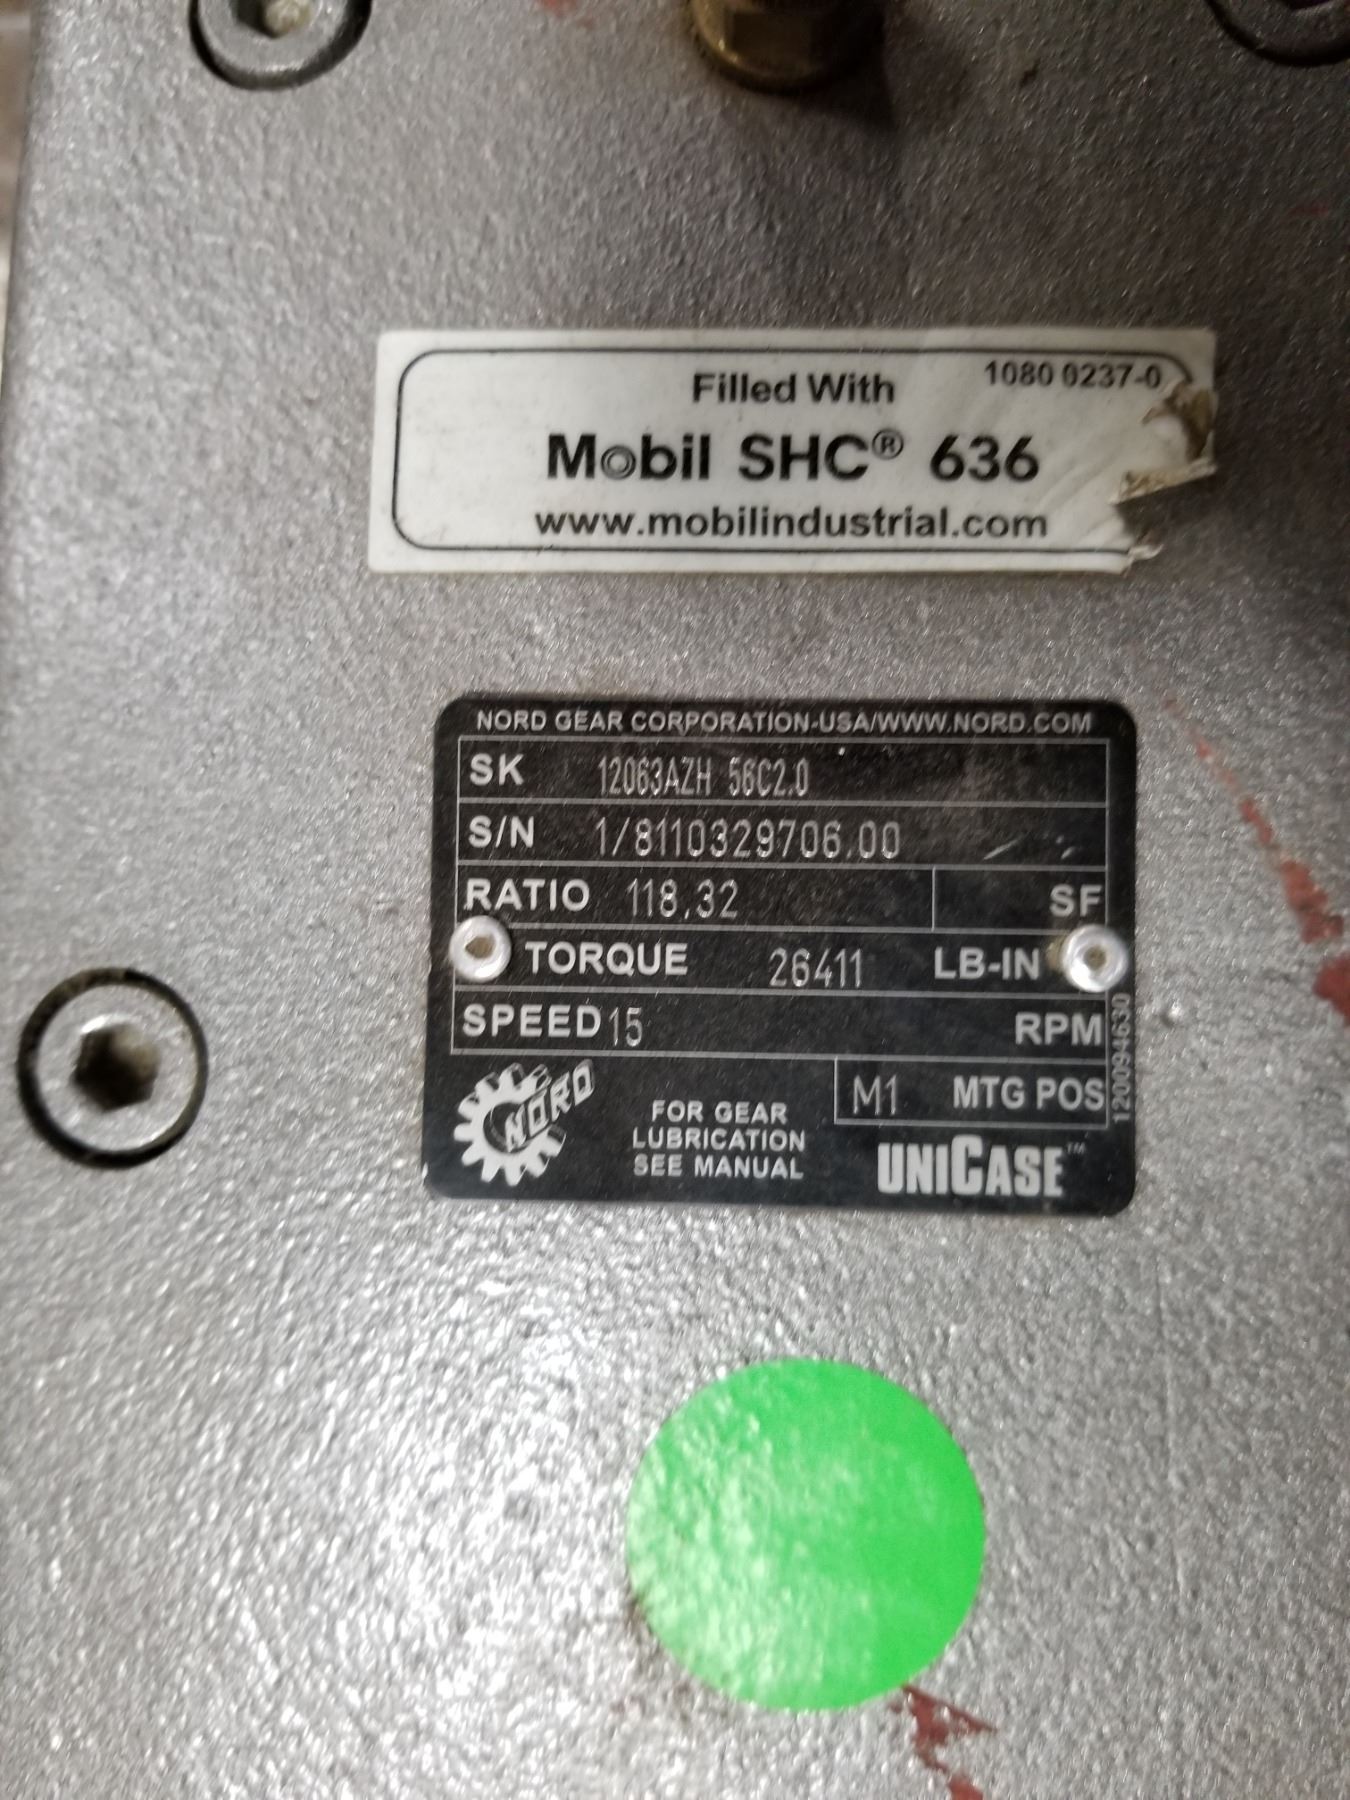 Filled With 1080 0237-0
Mobil SHC® 636
www.mobilindustrial.com
NORD GEAR CORPORATION-USA/WWW.NORD.COM
SK 12063AZH 56C2.0
S/N 1/8110329706.00
RATIO 118.32 SF
TORQUE 26411 LB-IN
SPEED 15 RPM
M1 MTG POS
120094630
NORD
FOR GEAR
LUBRICATION
SEE MANUAL
UNICASE™